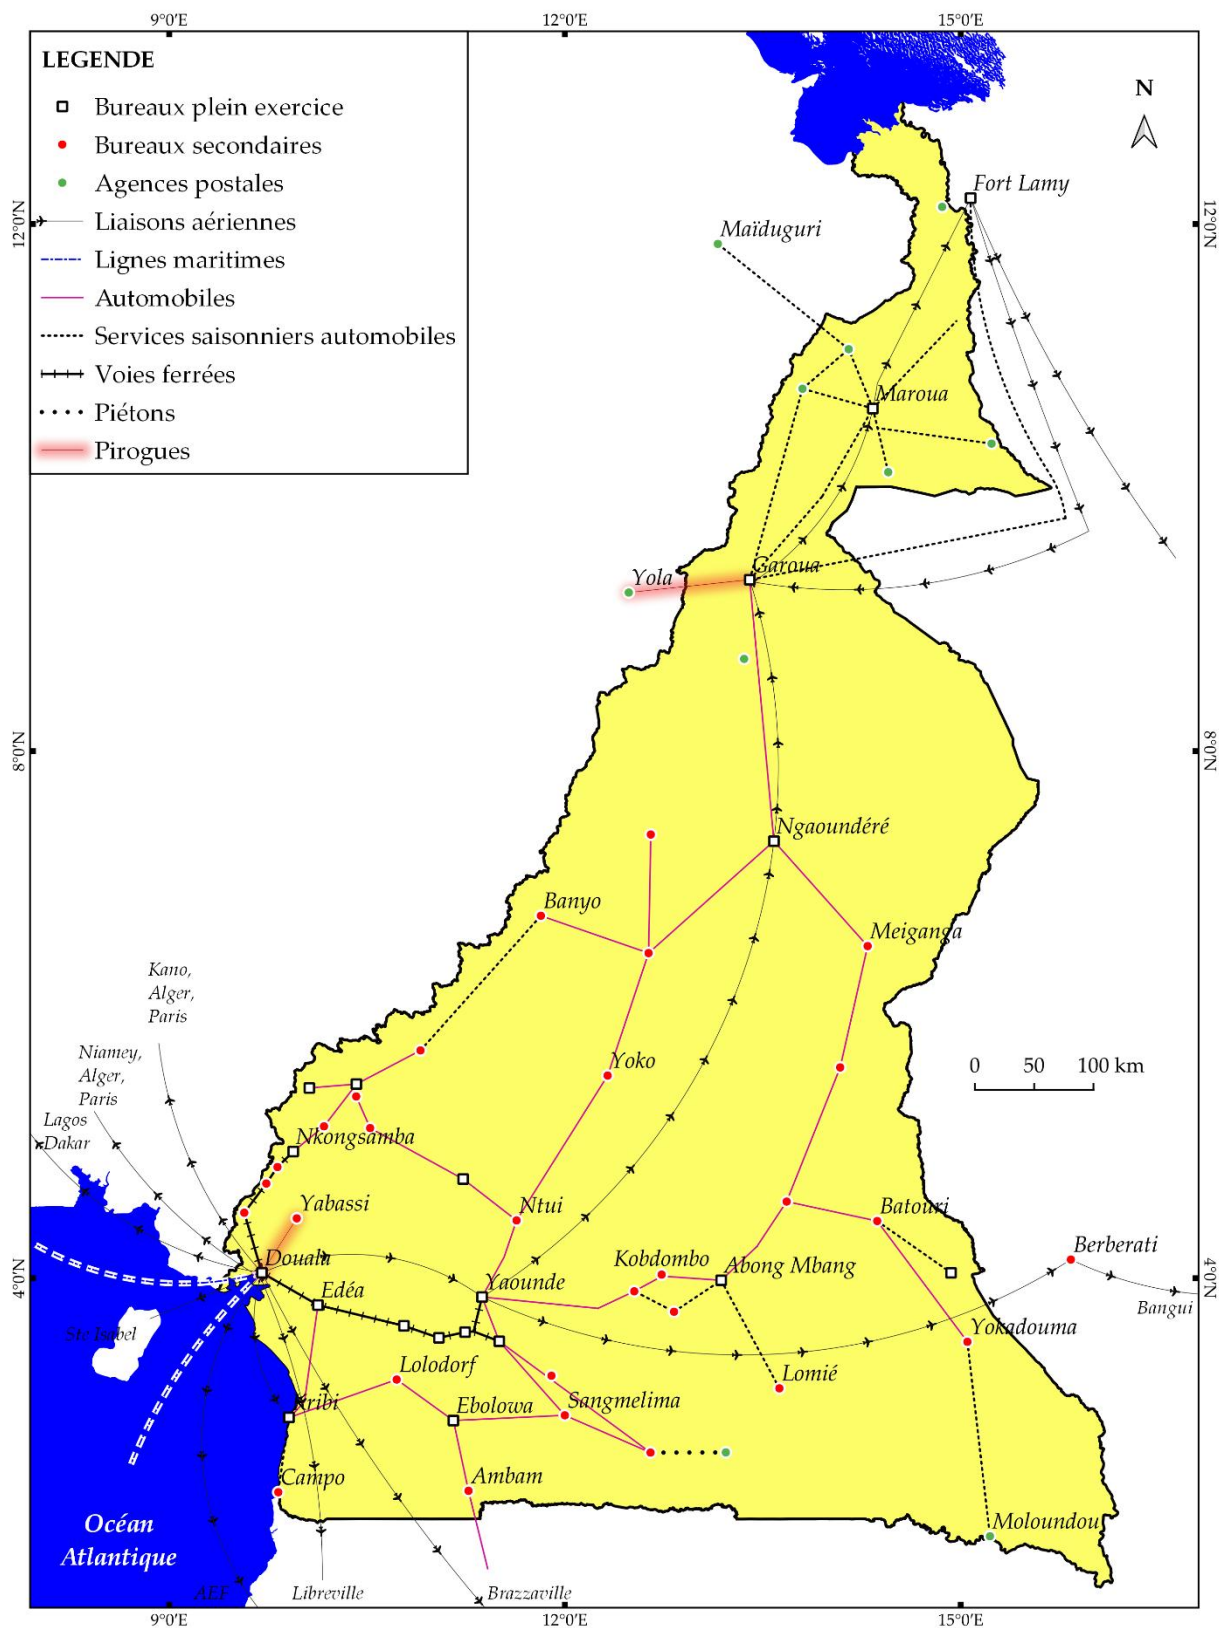 9°0'E
12°0'E
15°0'E
LEGENDE
Bureaux plein exercice
Bureaux secondaires
Agences postales
Liaisons aériennes
Lignes maritimes
Automobiles
Services saisonniers automobiles
Voies ferrées
Piétons
Pirogues
N
Fort Lamy
12°0'N
12°0'N
Maïduguri
Maroua
Garoua
Yola
8°0'N
8°0'N
Ngaoundéré
Banyo
Meiganga
Kano,
Alger,
Paris
Niamey,
Alger,
Paris
Yoko
0
50
100 km
Lagos
Dakar
Nkongsamba
Yabassi
Ntui
Batouri
Douala
Kobdombo
Abong Mbang
Berberati
4°0'N
4°0'N
Edéa
Yaounde
Bangui
Ste Isabel
Yokadouma
Lolodorf
Lomié
Kribi
Ebolowa
Sangmelima
Campo
Ambam
Océan
Atlantique
Moloundou
AEF
Libreville
Brazzaville
9°0'E
12°0'E
15°0'E